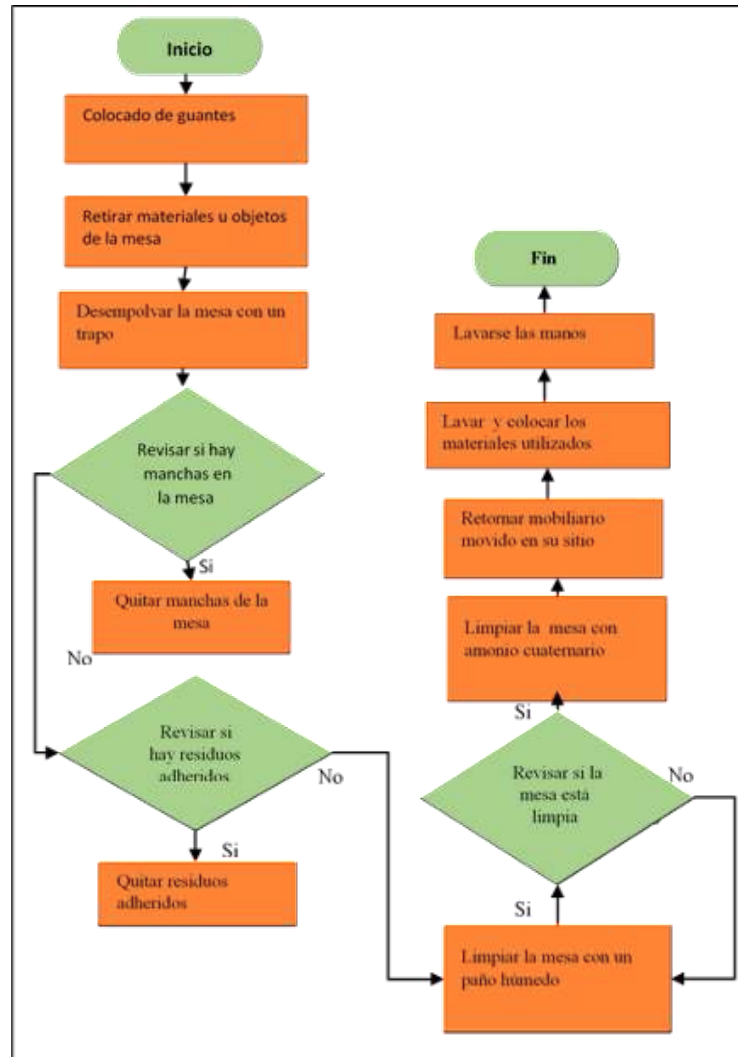 Inicio
Colocado de guantes
Retirar materiales u objetos
de la mesa
Desempolvar la mesa con un
trapo
Revisar si hay
manchas en
la mesa
Si
Quitar manchas de la
mesa
No
Revisar si
hay residuos
adheridos
No
Si
Quitar residuos
adheridos
Limpiar la mesa con un
paño húmedo
Si
Revisar si la
mesa está
limpia
No
Si
Limpiar la mesa con
amonio cuaternario
Retornar mobiliario
movido en su sitio
Lavar y colocar los
materiales utilizados
Lavarse las manos
Fin